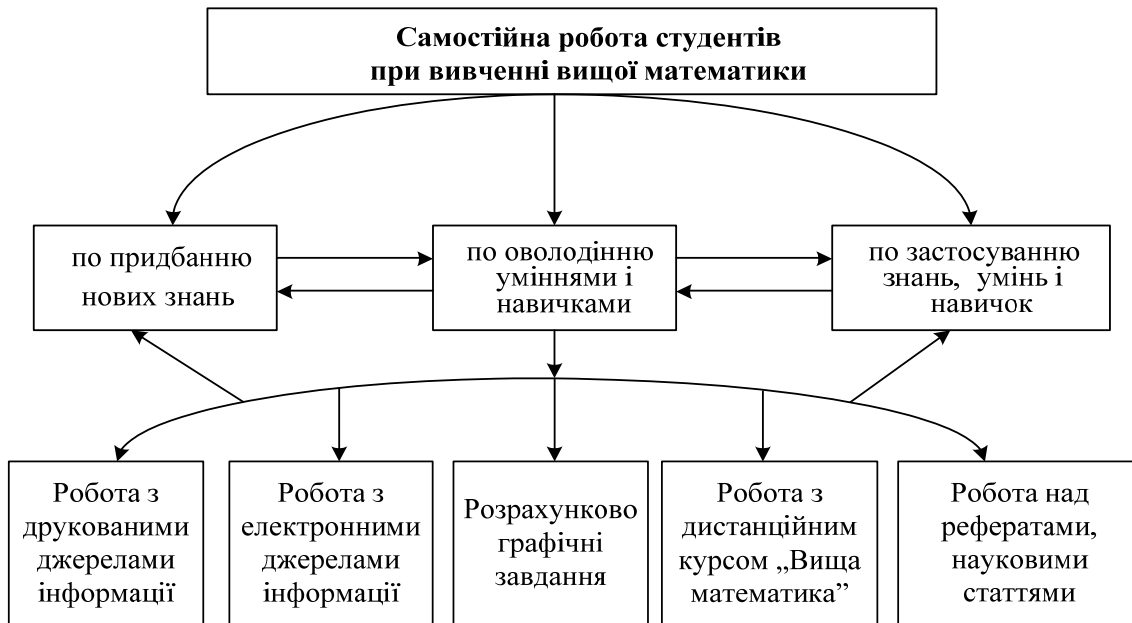 Самостійна робота студентів
при вивченні вищої математики
по придбанню
нових знань
по оволодінню
уміннями і
навичками
по застосуванню
знань, умінь і
навичок
Робота з
друкованими
джерелами
інформації
Робота з
електронними
джерелами
інформації
Розрахунково
графічні
завдання
Робота з
дистанційним
курсом „Вища
математика”
Робота над
рефератами,
науковими
статтями